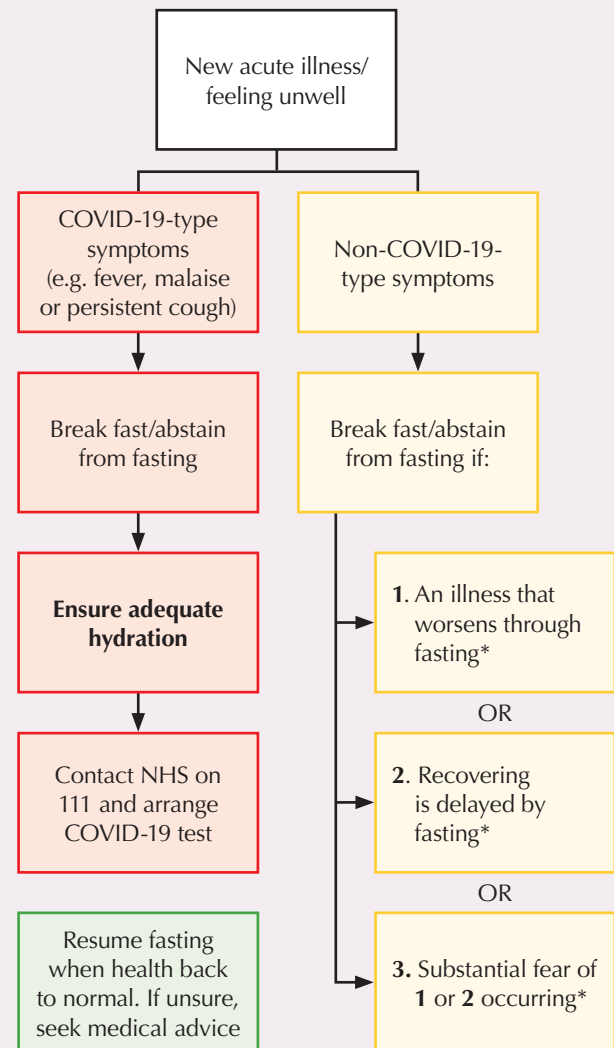 New acute illness/
feeling unwell
COVID-19-type
symptoms
(e.g. fever, malaise
or persistent cough)
Non-COVID-19-
type symptoms
Break fast/abstain
from fasting
Break fast/abstain
from fasting if:
Ensure adequate
hydration
1. An illness that
worsens through
fasting*
OR
Contact NHS on
111 and arrange
COVID-19 test
2. Recovering
is delayed by
fasting*
OR
Resume fasting
when health back
to normal. If unsure,
seek medical advice
3. Substantial fear of
1 or 2 occurring*